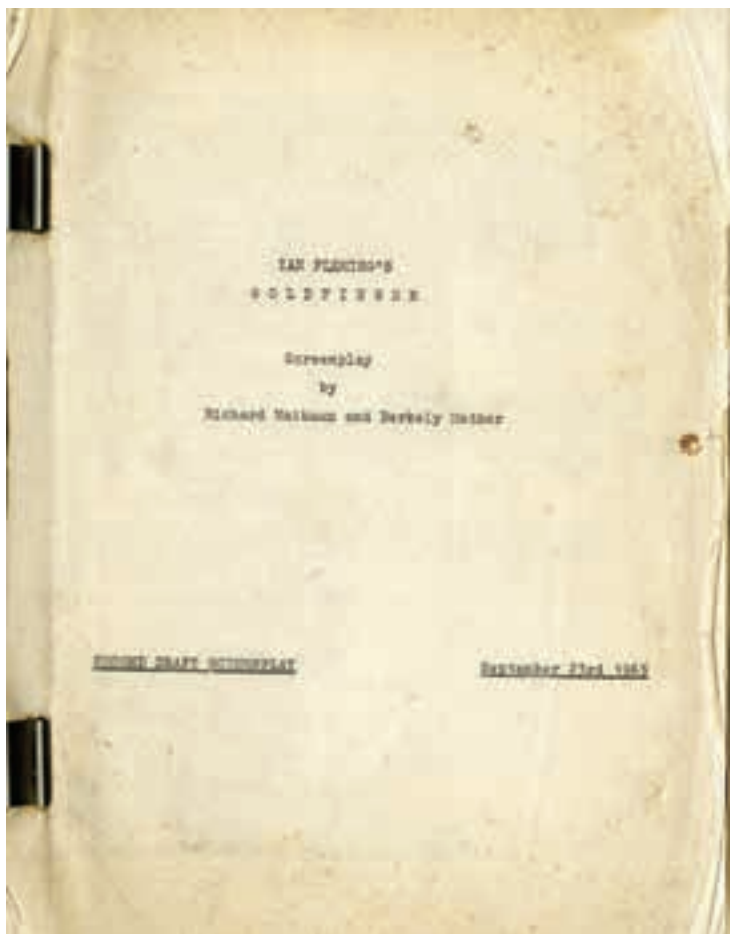 IAN FLEMING'S
GOLDFINGER
Screenplay
by
Richard Maibaum and Berkely Mather
SECOND DRAFT SCREENPLAY
September 23rd 1963